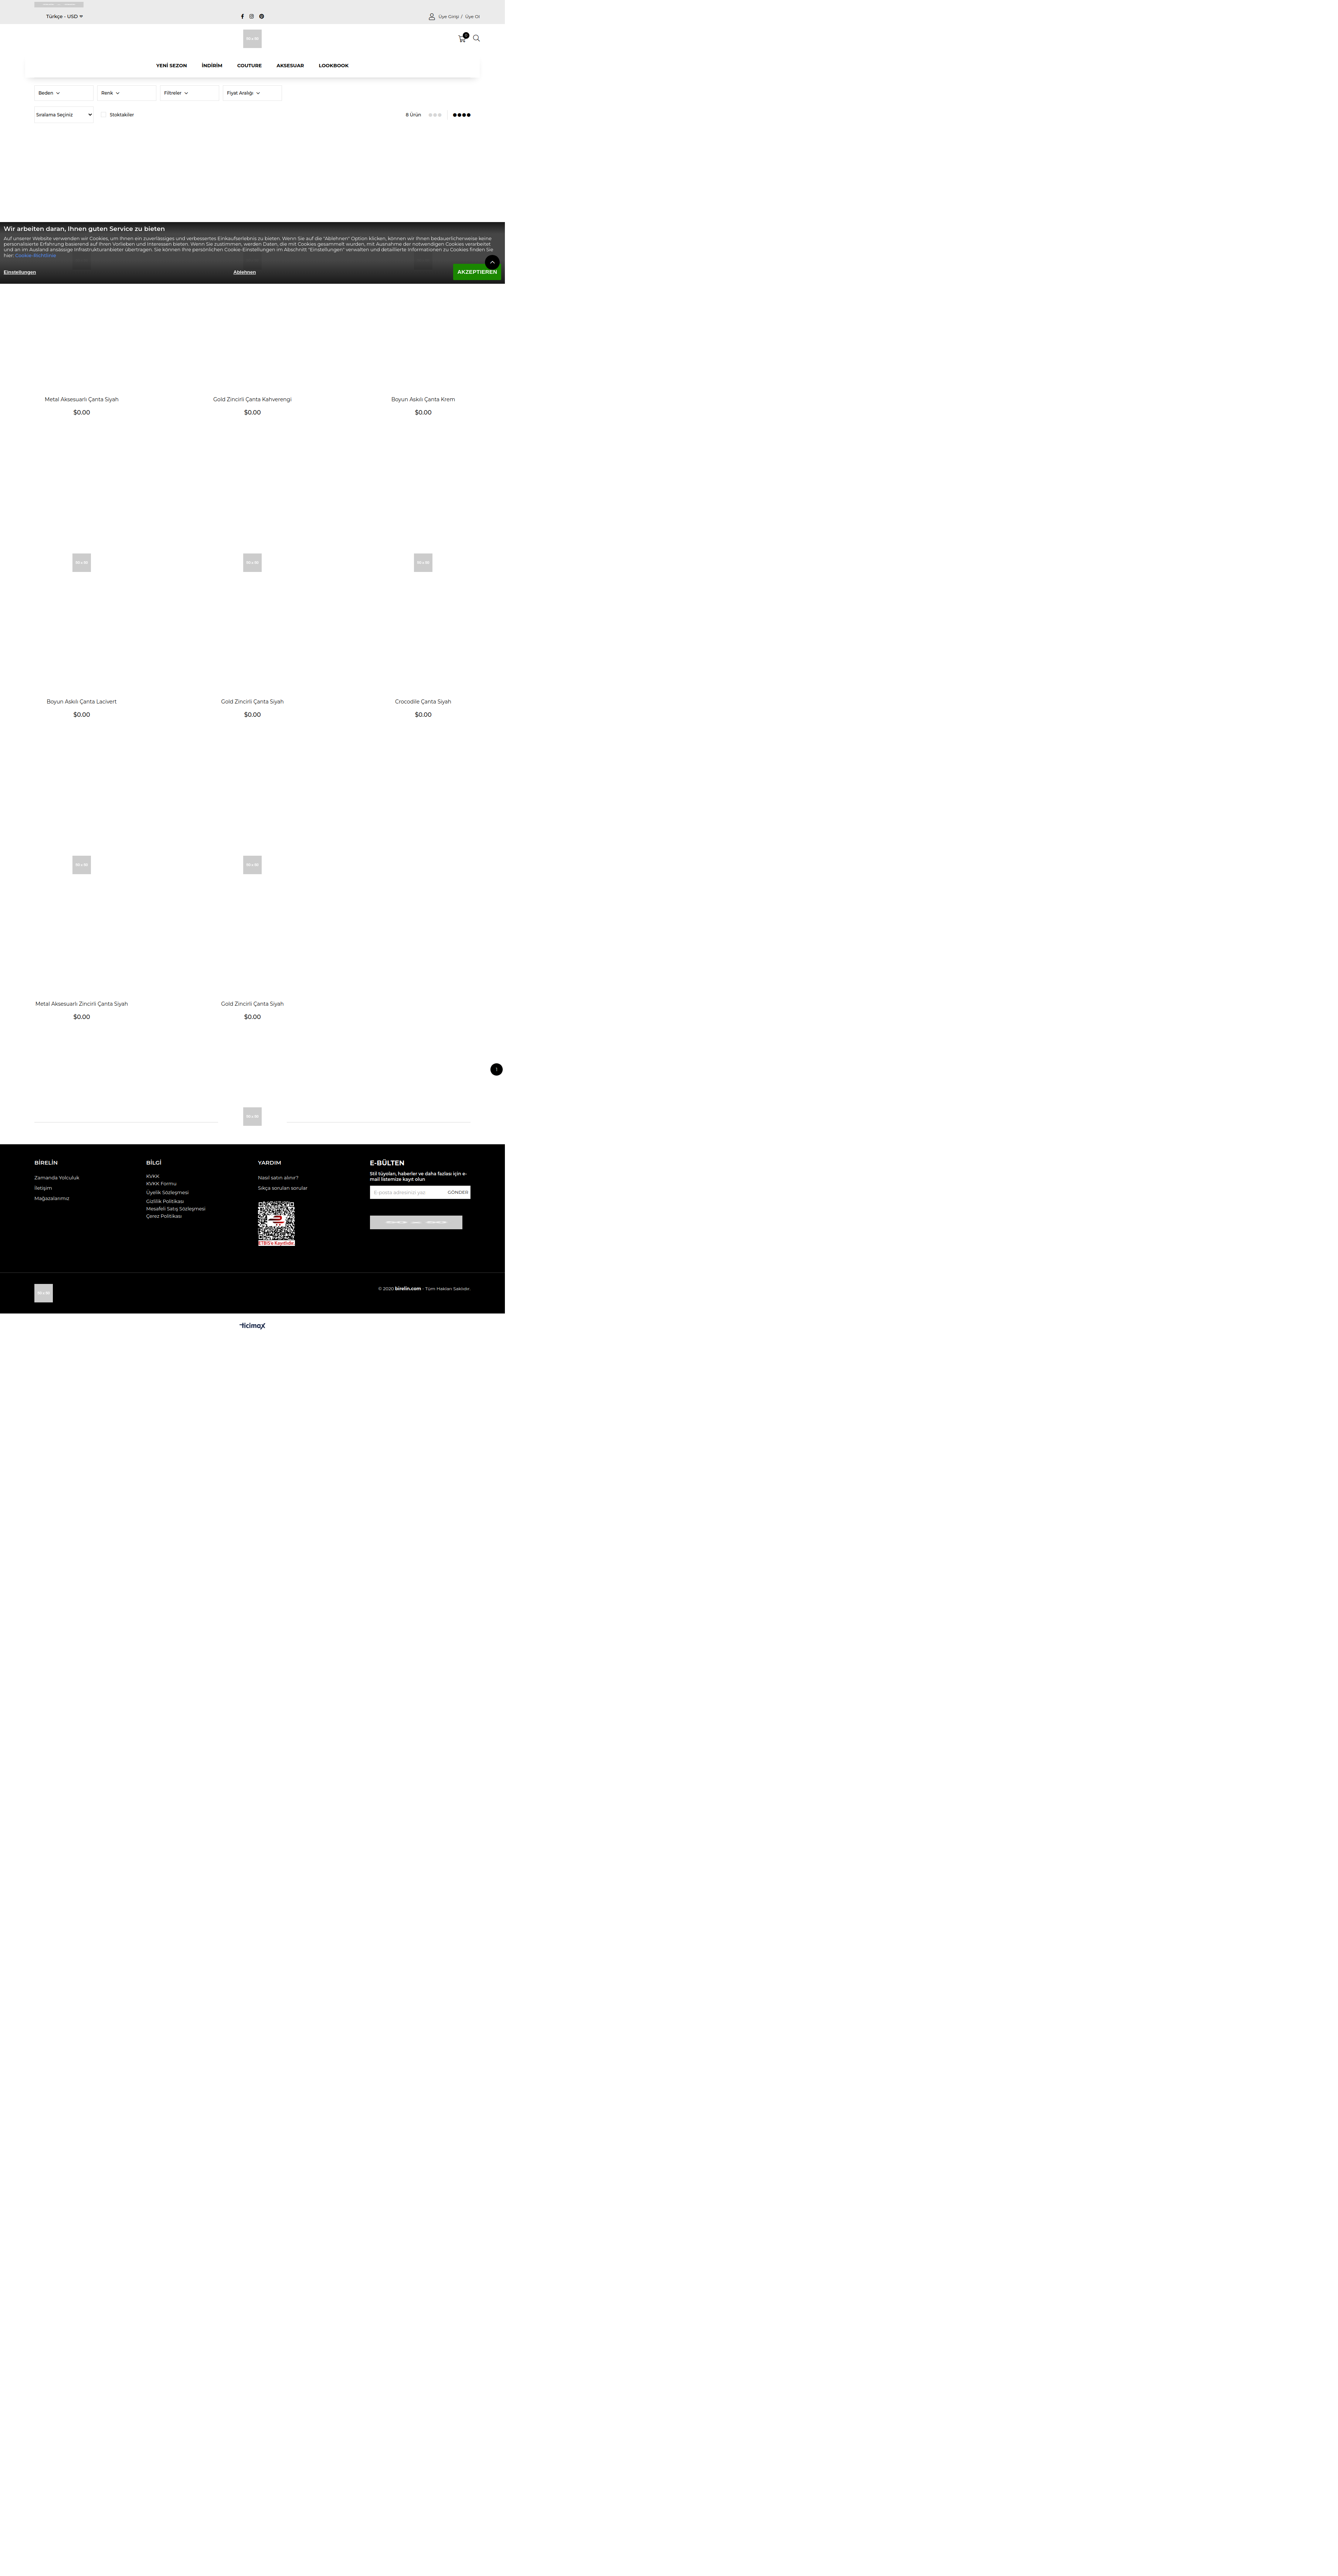 Türkçe - USD
Üye Girişi / Üye Ol
0
YENİ SEZON İNDİRİM COUTURE AKSESUAR LOOKBOOK
Beden Renk Filtreler Fiyat Aralığı
Sıralama Seçiniz Stoktakiler 8 Ürün
Wir arbeiten daran, Ihnen guten Service zu bieten
Auf unserer Website verwenden wir Cookies, um Ihnen ein zuverlässiges und verbessertes Einkaufserlebnis zu bieten. Wenn Sie auf die "Ablehnen" Option klicken, können wir Ihnen bedauerlicherweise keine
personalisierte Erfahrung basierend auf Ihren Vorlieben und Interessen bieten. Wenn Sie zustimmen, werden Daten, die mit Cookies gesammelt wurden, mit Ausnahme der notwendigen Cookies verarbeitet
und an im Ausland ansässige Infrastrukturanbieter übertragen. Sie können Ihre persönlichen Cookie-Einstellungen im Abschnitt "Einstellungen" verwalten und detaillierte Informationen zu Cookies finden Sie
hier: Cookie-Richtlinie
Einstellungen Ablehnen AKZEPTIEREN
Metal Aksesuarlı Çanta Siyah Gold Zincirli Çanta Kahverengi Boyun Askılı Çanta Krem
$0.00 $0.00 $0.00
Boyun Askılı Çanta Lacivert Gold Zincirli Çanta Siyah Crocodile Çanta Siyah
$0.00 $0.00 $0.00
Metal Aksesuarlı Zincirli Çanta Siyah Gold Zincirli Çanta Siyah
$0.00 $0.00
1
BİRELİN
Zamanda Yolculuk
İletişim
Mağazalarımız
BİLGİ
KVKK
KVKK Formu
Üyelik Sözleşmesi
Gizlilik Politikası
Mesafeli Satış Sözleşmesi
Çerez Politikası
YARDIM
Nasıl satın alınır?
Sıkça sorulan sorular
ETBİS'e Kayıtlıdır.
E-BÜLTEN
Stil tüyoları, haberler ve daha fazlası için e-
mail listemize kayıt olun
E-posta adresinizi yaz GÖNDER
© 2020 birelin.com - Tüm Hakları Saklıdır.
ticimax